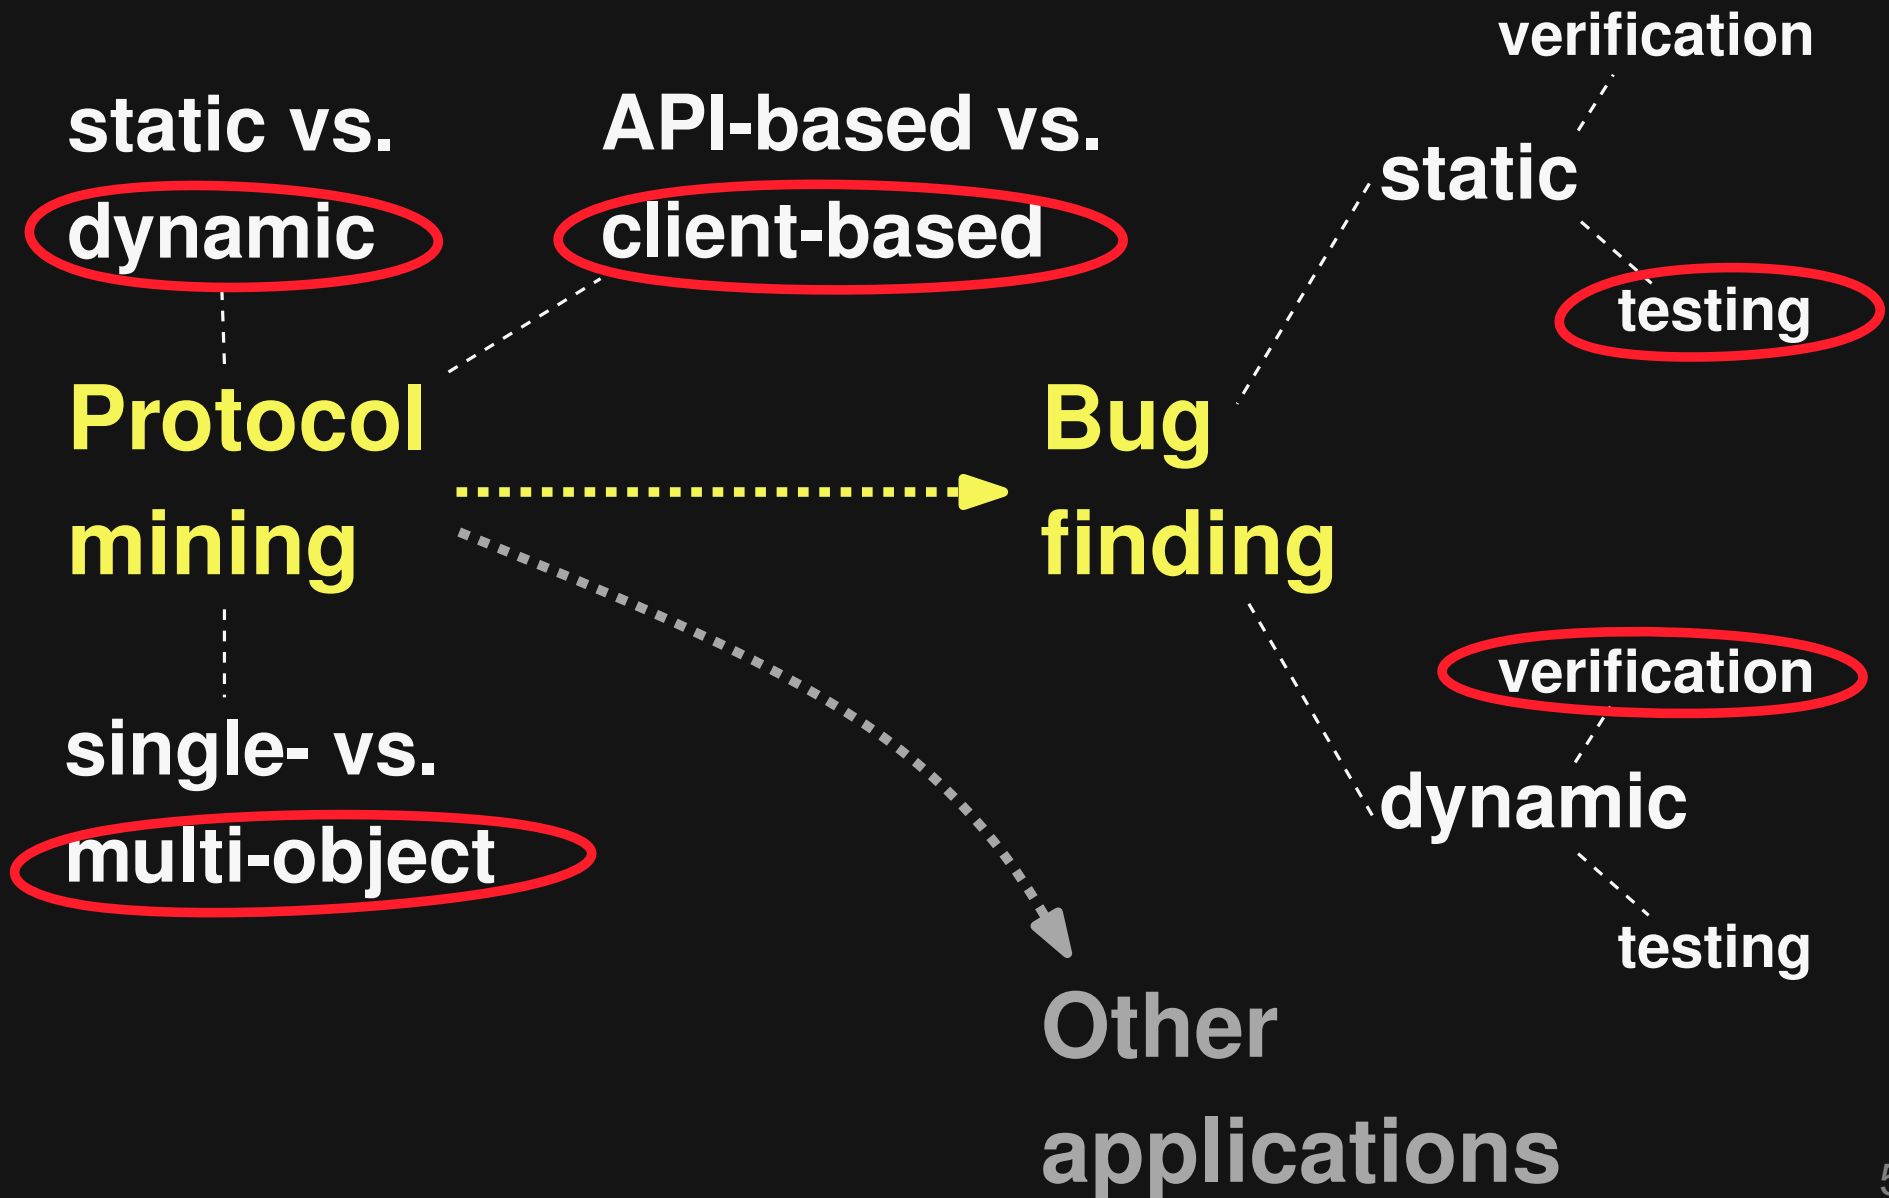 verification
static vs.
API-based vs.
static
dynamic
client-based
testing
Protocol
mining
Bug
finding
verification
single- vs.
multi-object
dynamic
testing
Other
applications